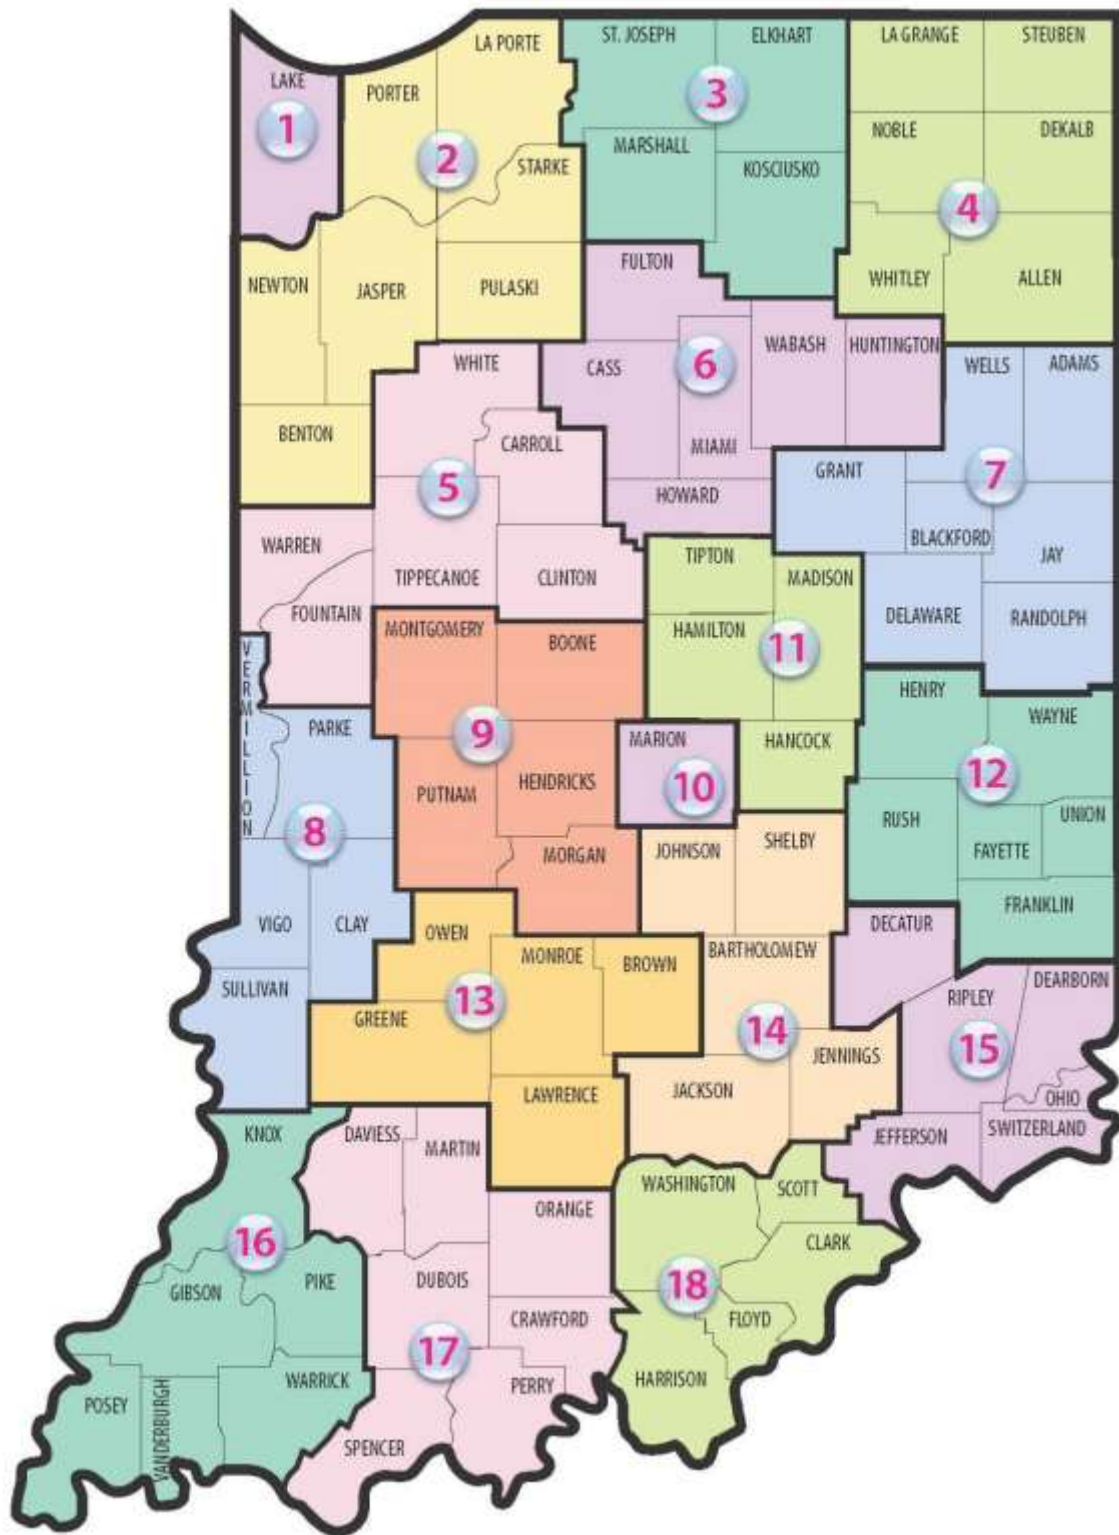 LA PORTE
ST. JOSEPH
ELKHART
LA GRANGE
STEUBEN
LAKE
1
PORTER
2
3
NOBLE
DEKALB
MARSHALL
STARKE
KOSCIUSKO
4
FULTON
WHITLEY
ALLEN
NEWTON
JASPER
PULASKI
WHITE
CASS
6
WABASH
HUNTINGTON
WELLS
ADAMS
BENTON
CARROLL
MIAMI
5
GRANT
7
HOWARD
BLACKFORD
WARREN
TIPPECANOE
CLINTON
TIPTON
MADISON
JAY
FOUNTAIN
MONTGOMERY
BOONE
HAMILTON
11
DELAWARE
RANDOLPH
VERMILLION
HENRY
WAYNE
PARKE
9
MARION
HANCOCK
12
PUTNAM
HENDRICKS
10
8
RUSH
UNION
FAYETTE
MORGAN
JOHNSON
SHELBY
FRANKLIN
VIGO
CLAY
OWEN
DECATUR
MONROE
BROWN
BARTHOLOMEW
SULLIVAN
13
RIPLEY
DEARBORN
GREENE
14
15
JENNINGS
LAWRENCE
JACKSON
OHIO
KNOX
DAVIESS
MARTIN
JEFFERSON
SWITZERLAND
WASHINGTON
SCOTT
ORANGE
16
CLARK
GIBSON
PIKE
DUBOIS
18
CRAWFORD
FLOYD
17
POSEY
VANDERBURGH
WARRICK
PERRY
HARRISON
SPENCER